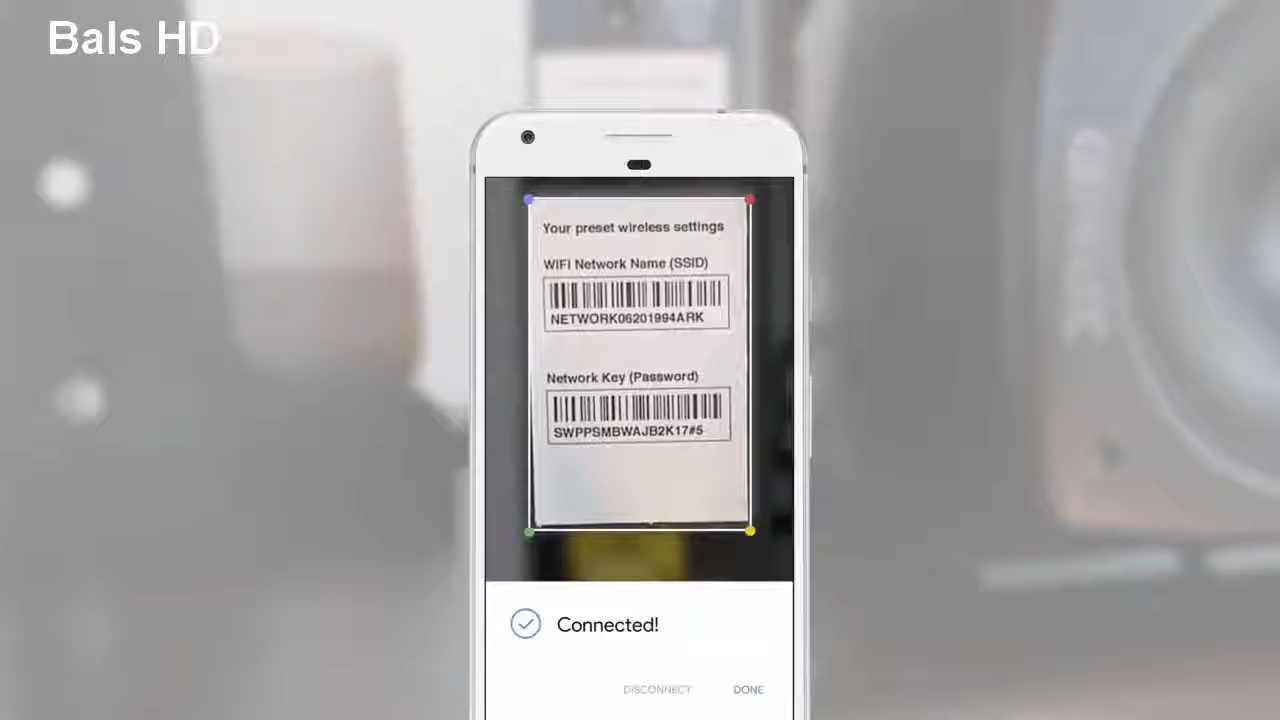 Bals HD
Your preset wireless settings
WiFi Network Name (SSID)
NETWORK06201994ARK
Network Key (Password)
SWPPSMBWAJB2K17#5
Connected!
DISCONNECT DONE